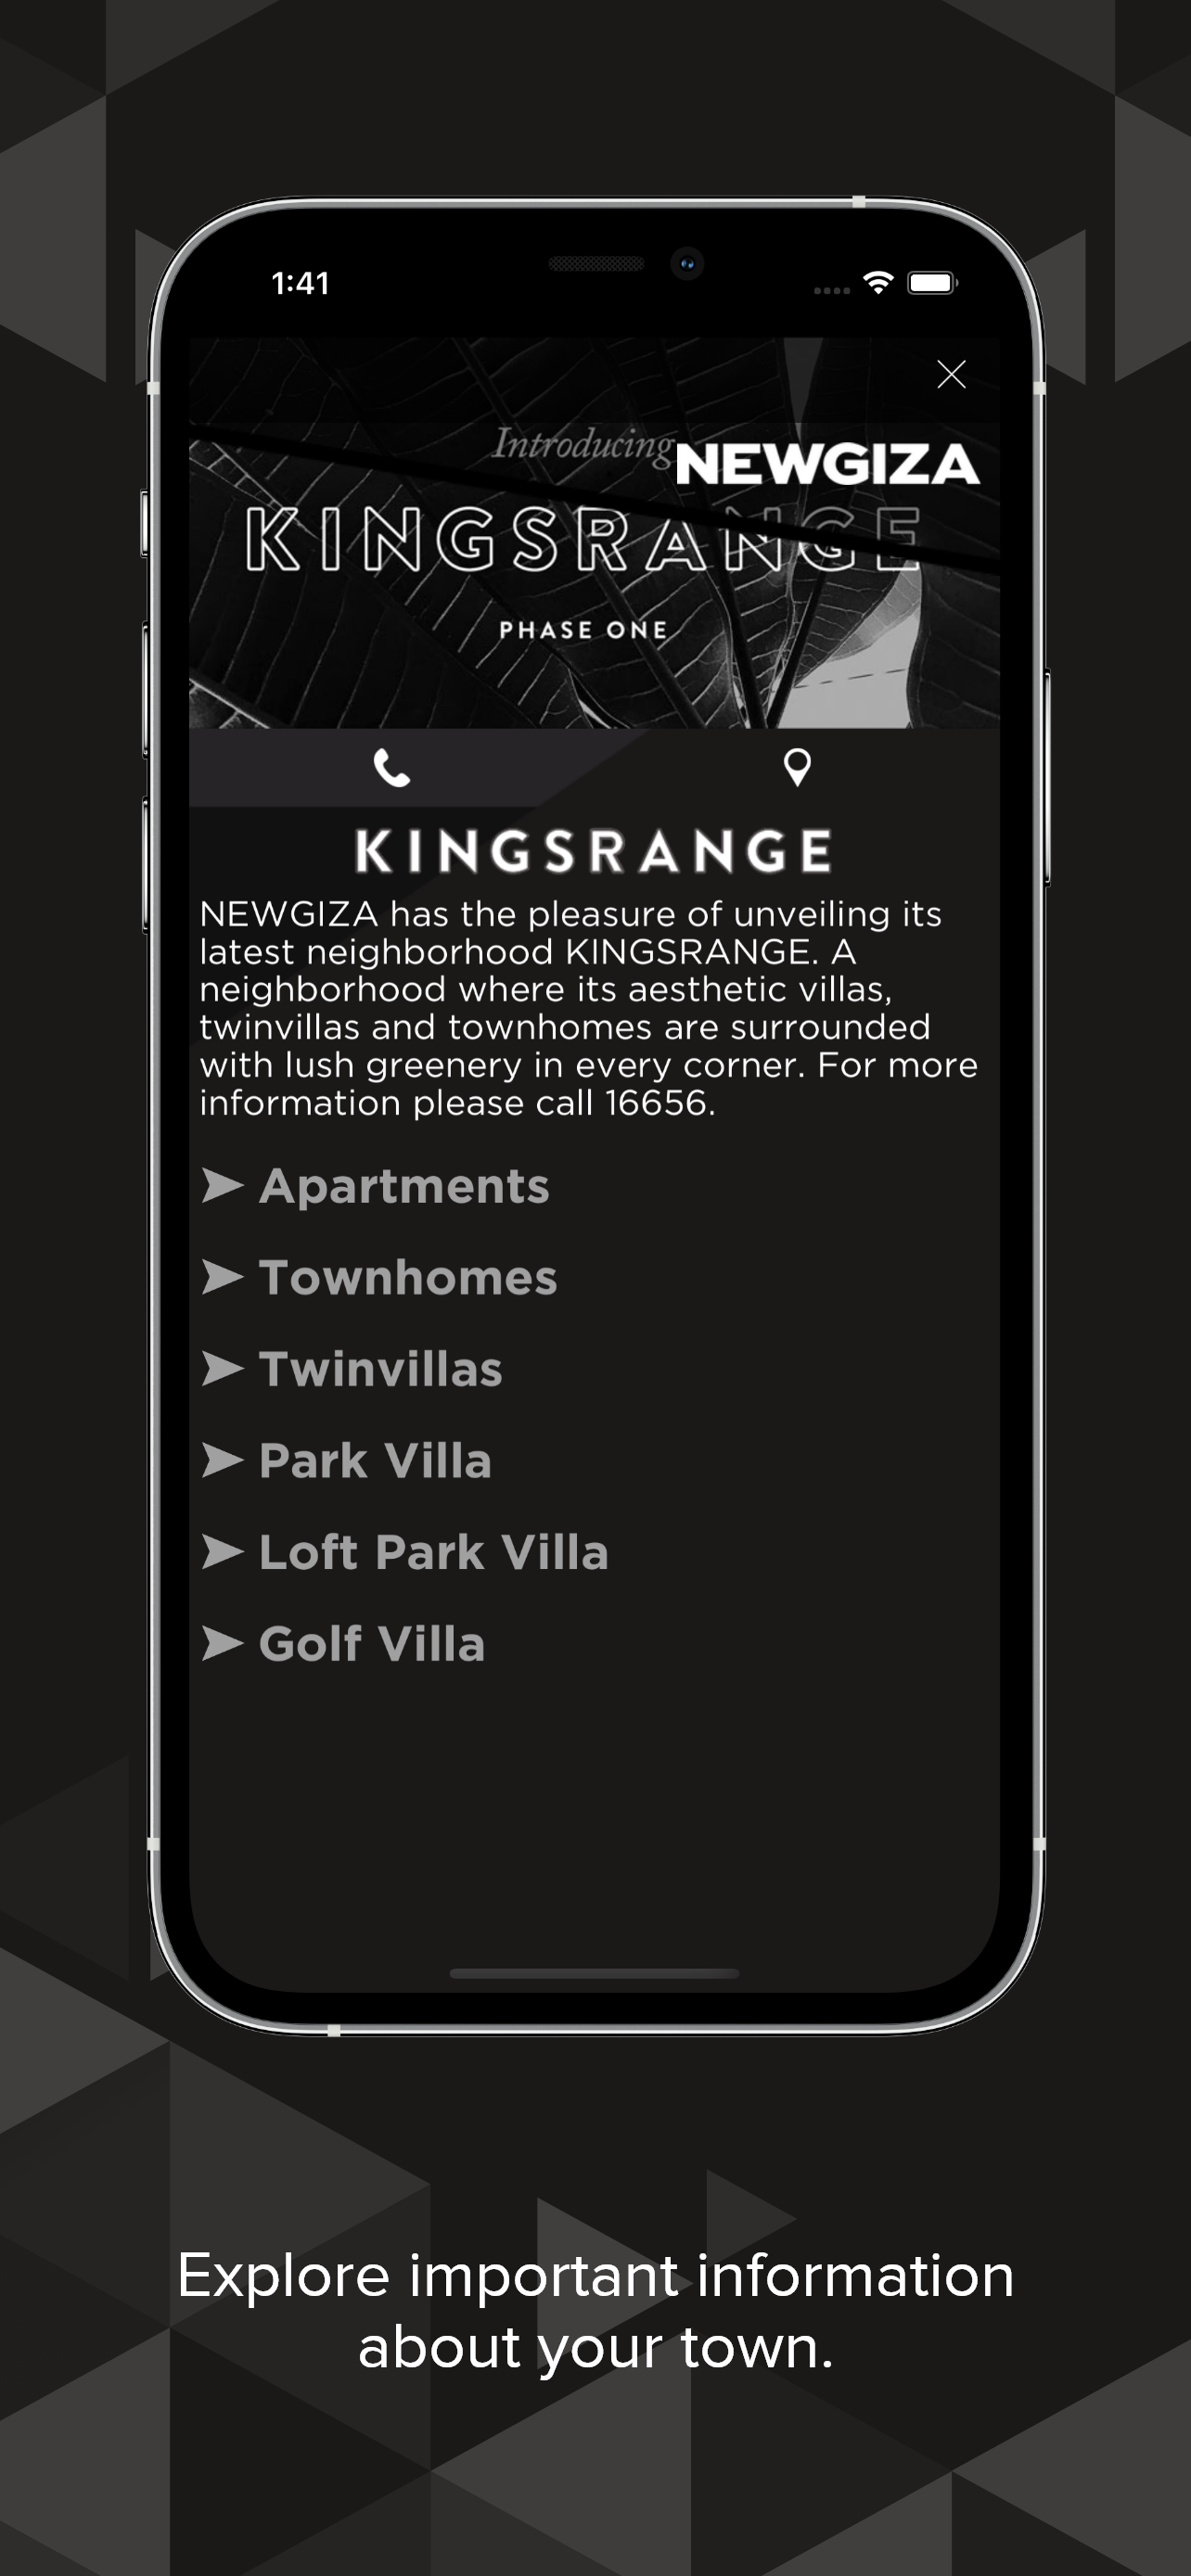 1:41
Introducing
NEWGIZA
KINGSRANGE
PHASE ONE
KINGSRANGE
NEWGIZA has the pleasure of unveiling its
latest neighborhood KINGSRANGE. A
neighborhood where its aesthetic villas,
twinvillas and townhomes are surrounded
with lush greenery in every corner. For more
information please call 16656.
Apartments
Townhomes
Twinvillas
Park Villa
Loft Park Villa
Golf Villa
Explore important information
about your town.